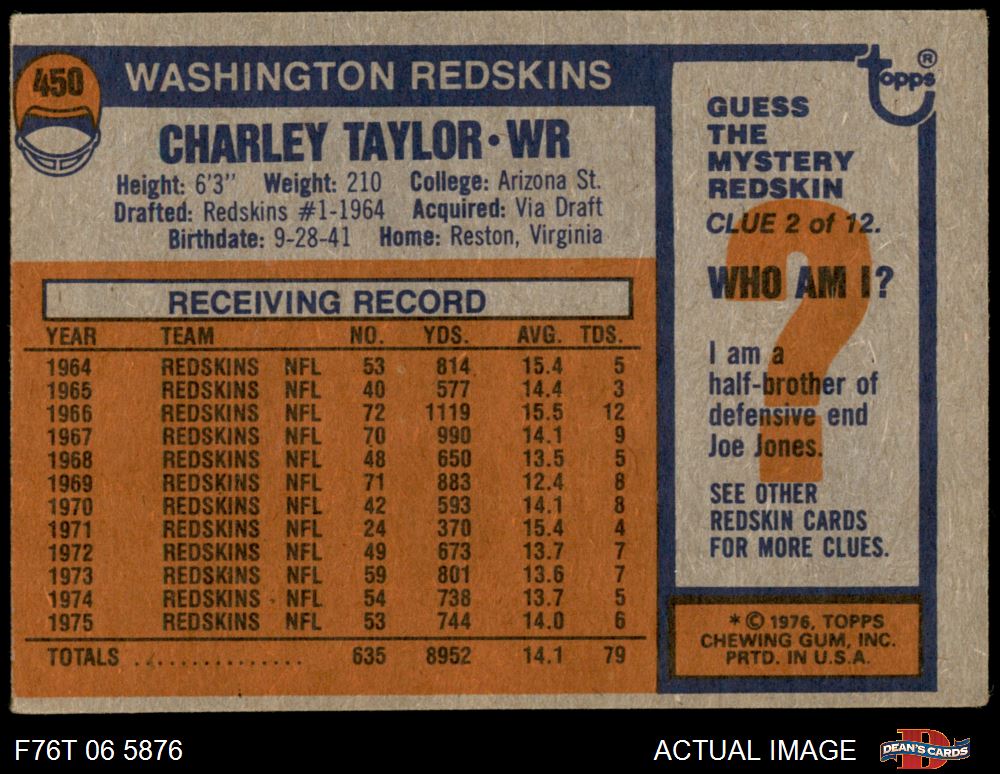 450
WASHINGTON REDSKINS
CHARLEY TAYLOR • WR
Height: 6'3" Weight: 210 College: Arizona St.
Drafted: Redskins #1-1964 Acquired: Via Draft
Birthdate: 9-28-41 Home: Reston, Virginia
RECEIVING RECORD
YEAR TEAM NO. YDS. AVG. TDS.
1964 REDSKINS NFL 53 814 15.4 5
1965 REDSKINS NFL 40 577 14.4 3
1966 REDSKINS NFL 72 1119 15.5 12
1967 REDSKINS NFL 70 990 14.1 9
1968 REDSKINS NFL 48 650 13.5 5
1969 REDSKINS NFL 71 883 12.4 8
1970 REDSKINS NFL 42 593 14.1 8
1971 REDSKINS NFL 24 370 15.4 4
1972 REDSKINS NFL 49 673 13.7 7
1973 REDSKINS NFL 59 801 13.6 7
1974 REDSKINS NFL 54 738 13.7 5
1975 REDSKINS NFL 53 744 14.0 6
TOTALS ............... 635 8952 14.1 79
topps ®
GUESS
THE
MYSTERY
REDSKIN
CLUE 2 of 12.
WHO AM I?
?
I am a
half-brother of
defensive end
Joe Jones.
SEE OTHER
REDSKIN CARDS
FOR MORE CLUES.
* © 1976, TOPPS
CHEWING GUM, INC.
PRTD. IN U.S.A.
F76T 06 5876
ACTUAL IMAGE
DEAN'S CARDS